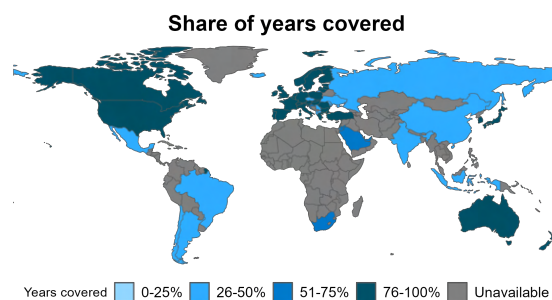 Share of years covered
Years covered 0-25% 26-50% 51-75% 76-100% Unavailable